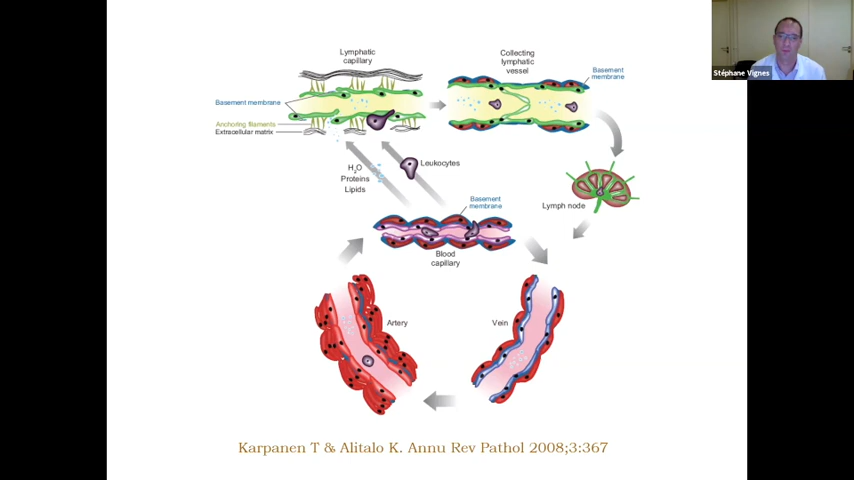 Stéphane Vignes
Lymphatic
capillary
Collecting
lymphatic
vessel
Basement
membrane
Basement membrane
Anchoring filaments
Extracellular matrix
H2O
Proteins
Lipids
Leukocytes
Basement
membrane
Lymph node
Blood
capillary
Artery
Vein
Karpanen T & Alitalo K. Annu Rev Pathol 2008;3:367